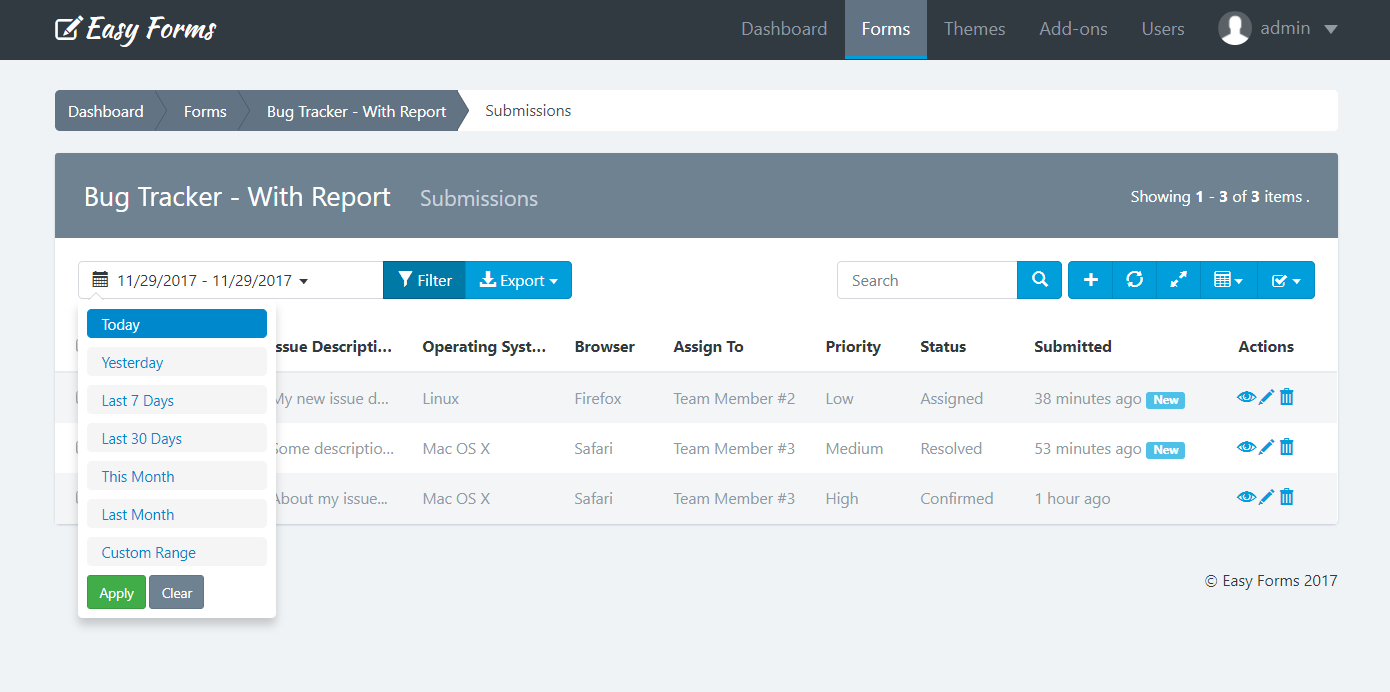 Easy Forms
Dashboard Forms Themes Add-ons Users admin
Dashboard Forms Bug Tracker - With Report Submissions
Bug Tracker - With Report Submissions Showing 1 - 3 of 3 items .
11/29/2017 - 11/29/2017 Filter Export Search
Today
Yesterday
Last 7 Days
Last 30 Days
This Month
Last Month
Custom Range
Apply Clear
ssue Descripti... Operating Syst... Browser Assign To Priority Status Submitted Actions
My new issue d... Linux Firefox Team Member #2 Low Assigned 38 minutes ago New
Some descriptio... Mac OS X Safari Team Member #3 Medium Resolved 53 minutes ago New
About my issue... Mac OS X Safari Team Member #3 High Confirmed 1 hour ago
© Easy Forms 2017